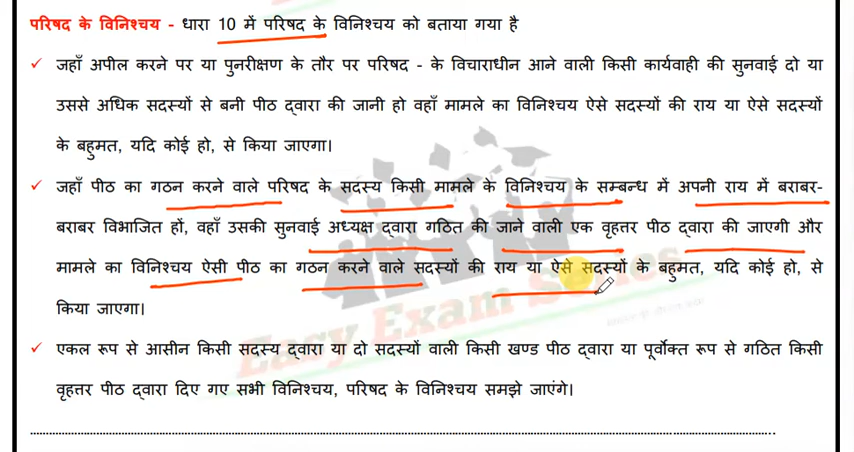 परिषद के विनिश्चय - धारा 10 में परिषद के विनिश्चय को बताया गया है
✓ जहाँ अपील करने पर या पुनरीक्षण के तौर पर परिषद - के विचाराधीन आने वाली किसी कार्यवाही की सुनवाई दो या
उससे अधिक सदस्यों से बनी पीठ द्वारा की जानी हो वहाँ मामले का विनिश्चय ऐसे सदस्यों की राय या ऐसे सदस्यों
के बहुमत, यदि कोई हो, से किया जाएगा।
✓ जहाँ पीठ का गठन करने वाले परिषद के सदस्य किसी मामले के विनिश्चय के सम्बन्ध में अपनी राय में बराबर-
बराबर विभाजित हों, वहाँ उसकी सुनवाई अध्यक्ष द्वारा गठित की जाने वाली एक वृहत्तर पीठ द्वारा की जाएगी और
मामले का विनिश्चय ऐसी पीठ का गठन करने वाले सदस्यों की राय या ऐसे सदस्यों के बहुमत, यदि कोई हो, से
किया जाएगा।
✓ एकल रूप से आसीन किसी सदस्य द्वारा या दो सदस्यों वाली किसी खण्ड पीठ द्वारा या पूर्वोक्त रूप से गठित किसी
वृहत्तर पीठ द्वारा दिए गए सभी विनिश्चय, परिषद के विनिश्चय समझे जाएंगे।
Easy Exam Series